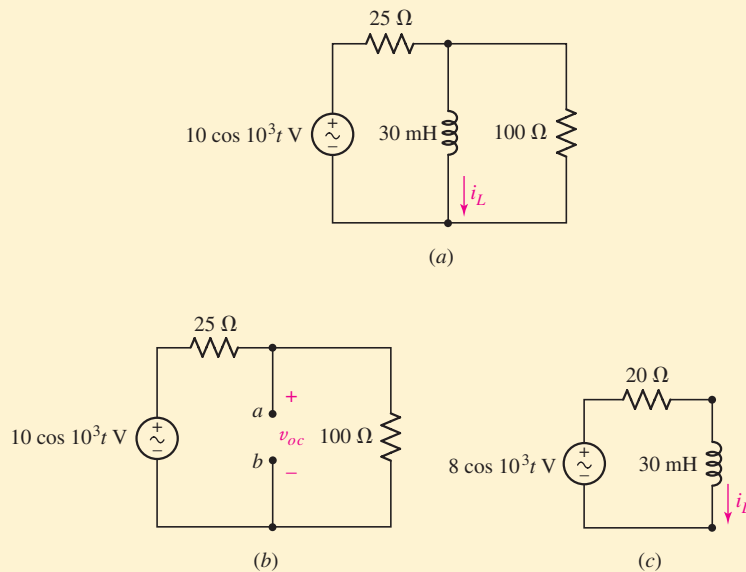 25 Ω
10 cos 10³t V
+
−
30 mH
100 Ω
i_L
(a)
25 Ω
10 cos 10³t V
+
−
a
+
v_oc
b
−
100 Ω
(b)
20 Ω
8 cos 10³t V
+
−
30 mH
i_L
(c)